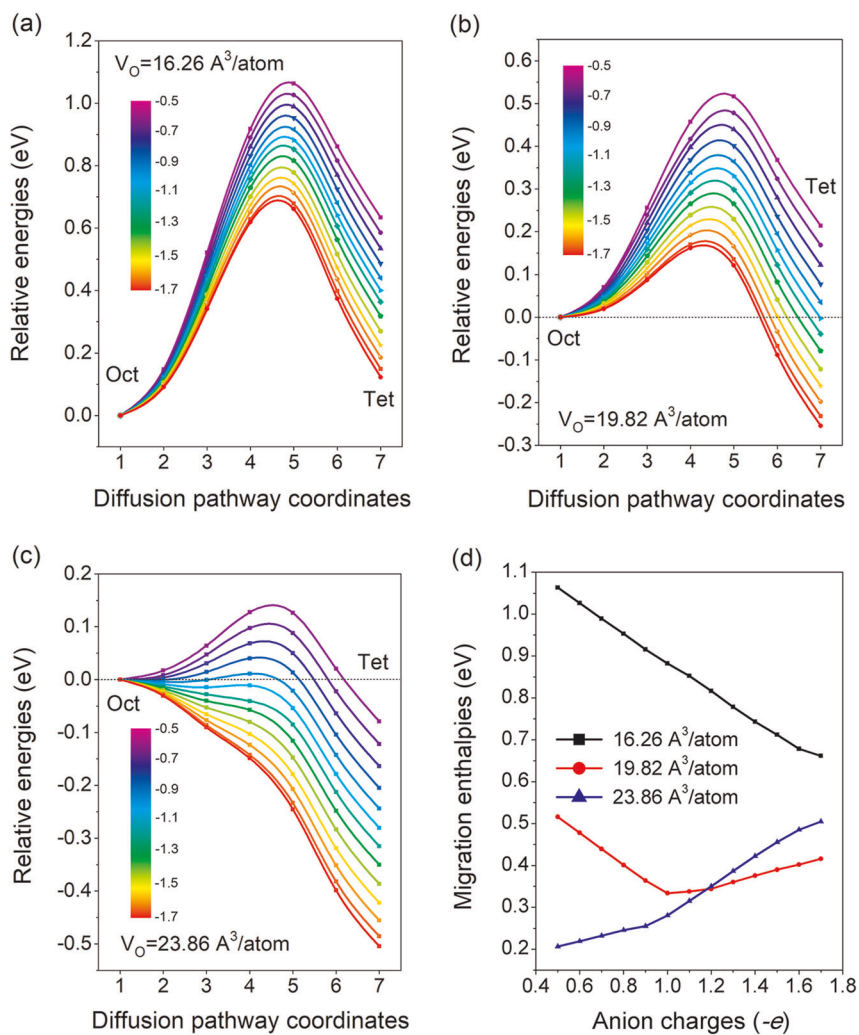 (a)
1.2
1.0
0.8
0.6
0.4
0.2
0.0
Relative energies (eV)
V_O=16.26 A³/atom
-0.5
-0.7
-0.9
-1.1
-1.3
-1.5
-1.7
Oct
Tet
1 2 3 4 5 6 7
Diffusion pathway coordinates
(b)
0.6
0.5
0.4
0.3
0.2
0.1
0.0
-0.1
-0.2
-0.3
Relative energies (eV)
-0.5
-0.7
-0.9
-1.1
-1.3
-1.5
-1.7
Tet
Oct
V_O=19.82 A³/atom
1 2 3 4 5 6 7
Diffusion pathway coordinates
(c)
0.2
0.1
0.0
-0.1
-0.2
-0.3
-0.4
-0.5
Relative energies (eV)
Tet
Oct
-0.5
-0.7
-0.9
-1.1
-1.3
-1.5
-1.7
V_O=23.86 A³/atom
1 2 3 4 5 6 7
Diffusion pathway coordinates
(d)
1.1
1.0
0.9
0.8
0.7
0.6
0.5
0.4
0.3
0.2
Migration enthalpies (eV)
16.26 A³/atom
19.82 A³/atom
23.86 A³/atom
0.4 0.6 0.8 1.0 1.2 1.4 1.6 1.8
Anion charges (-e)